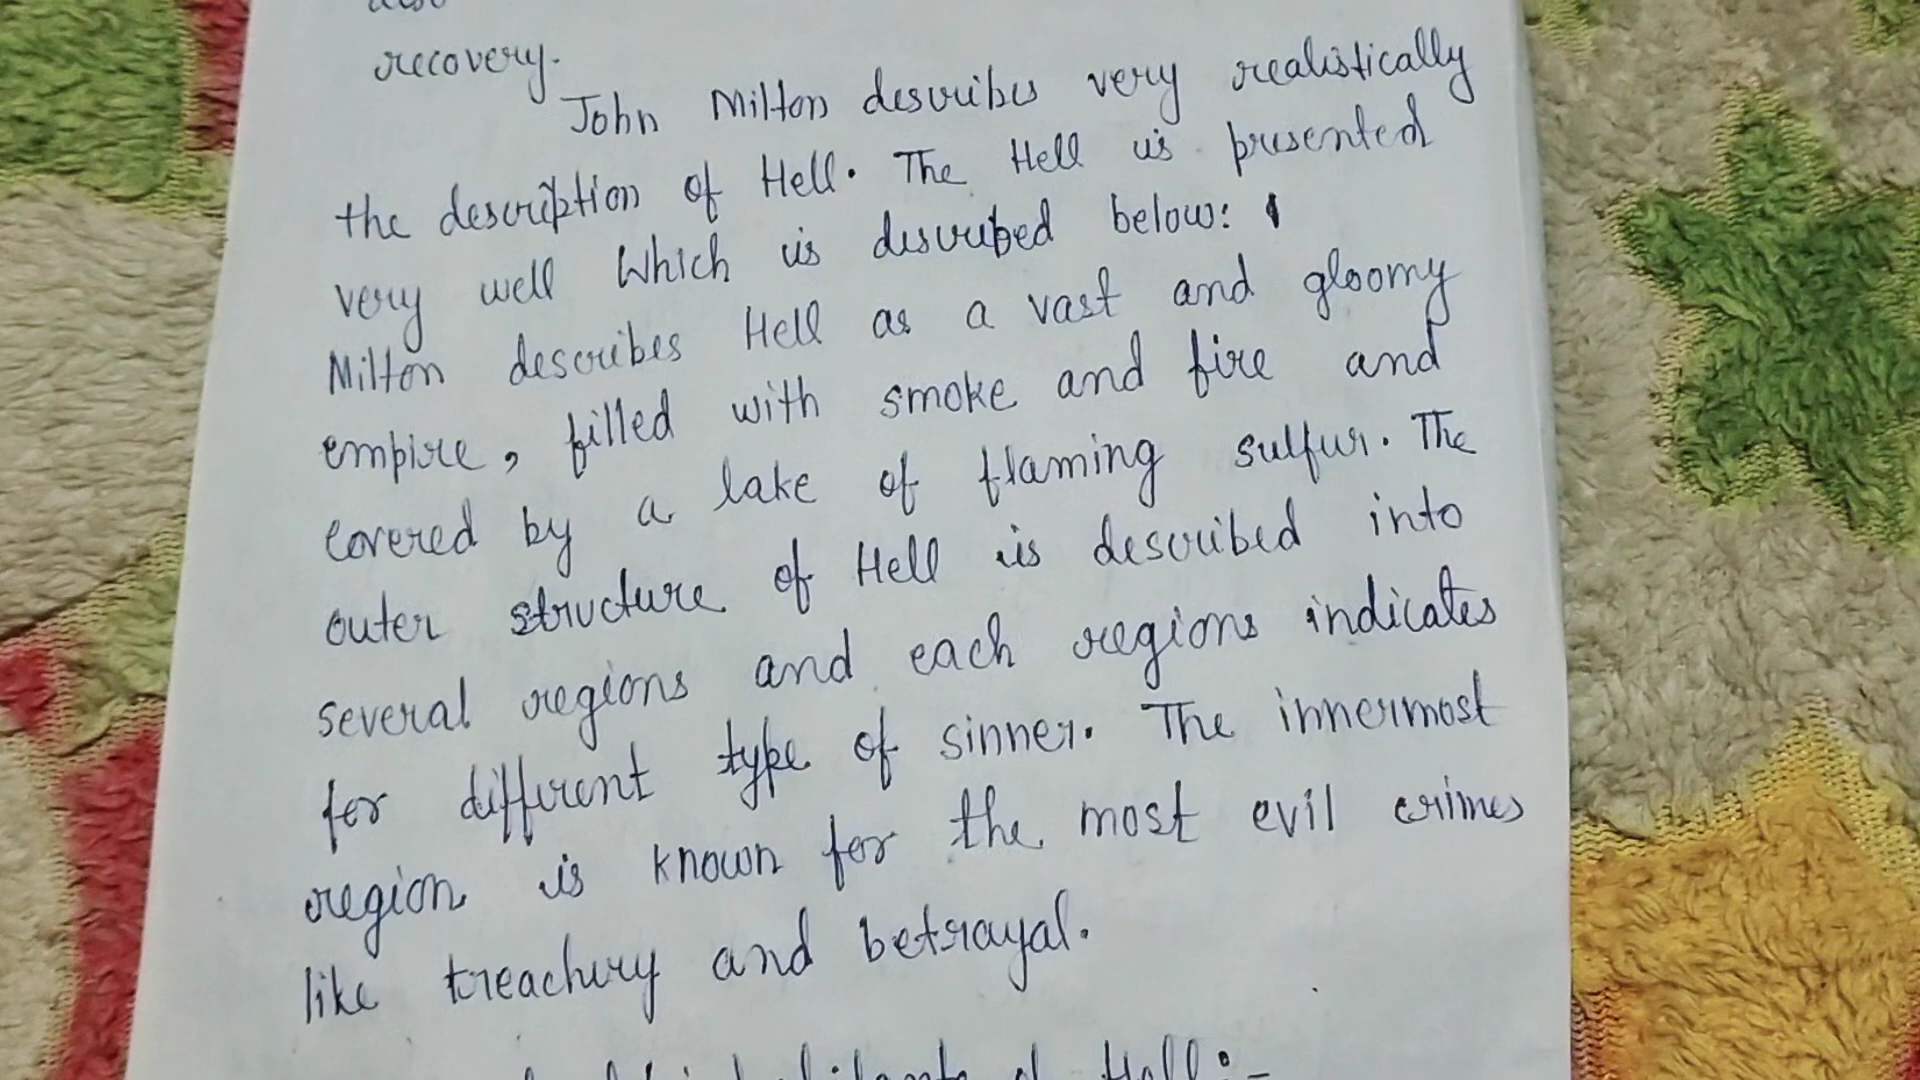 also
recovery.
John Milton describes very realistically
the description of Hell. The Hell is presented
very well which is described below:
Milton describes Hell as a vast and gloomy
empire, filled with smoke and fire and
covered by a lake of flaming sulfur. The
outer structure of Hell is described into
several regions and each regions indicates
for different type of sinner. The innermost
region is known for the most evil crimes
like treachery and betrayal.
of Hell:-